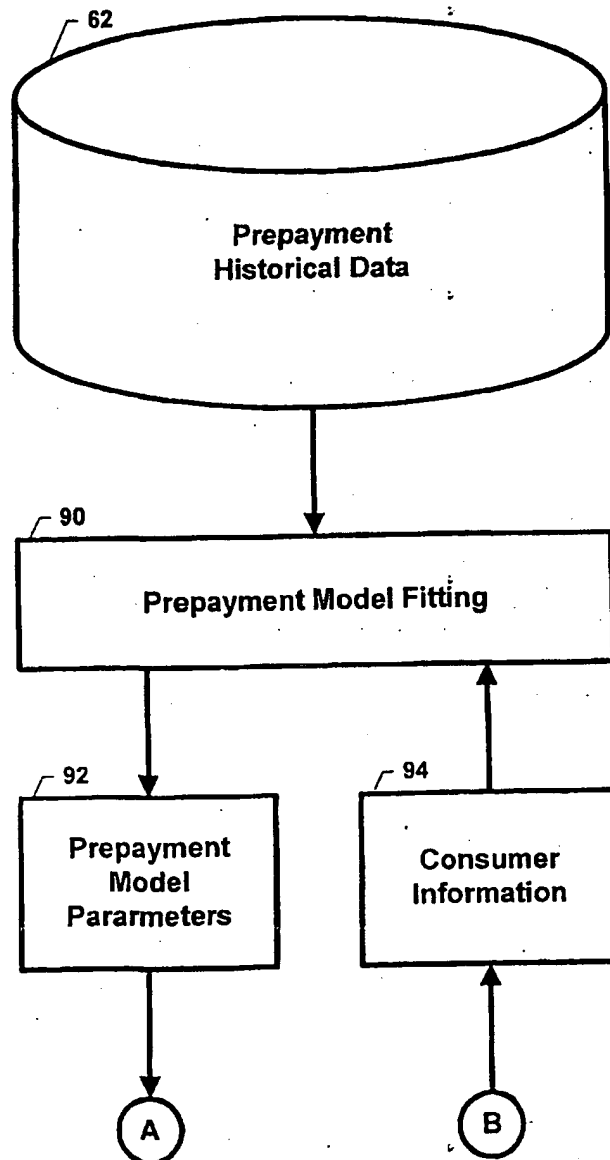 62
Prepayment
Historical Data
90
Prepayment Model Fitting
92
Prepayment
Model
Pararmeters
94
Consumer
Information
A
B